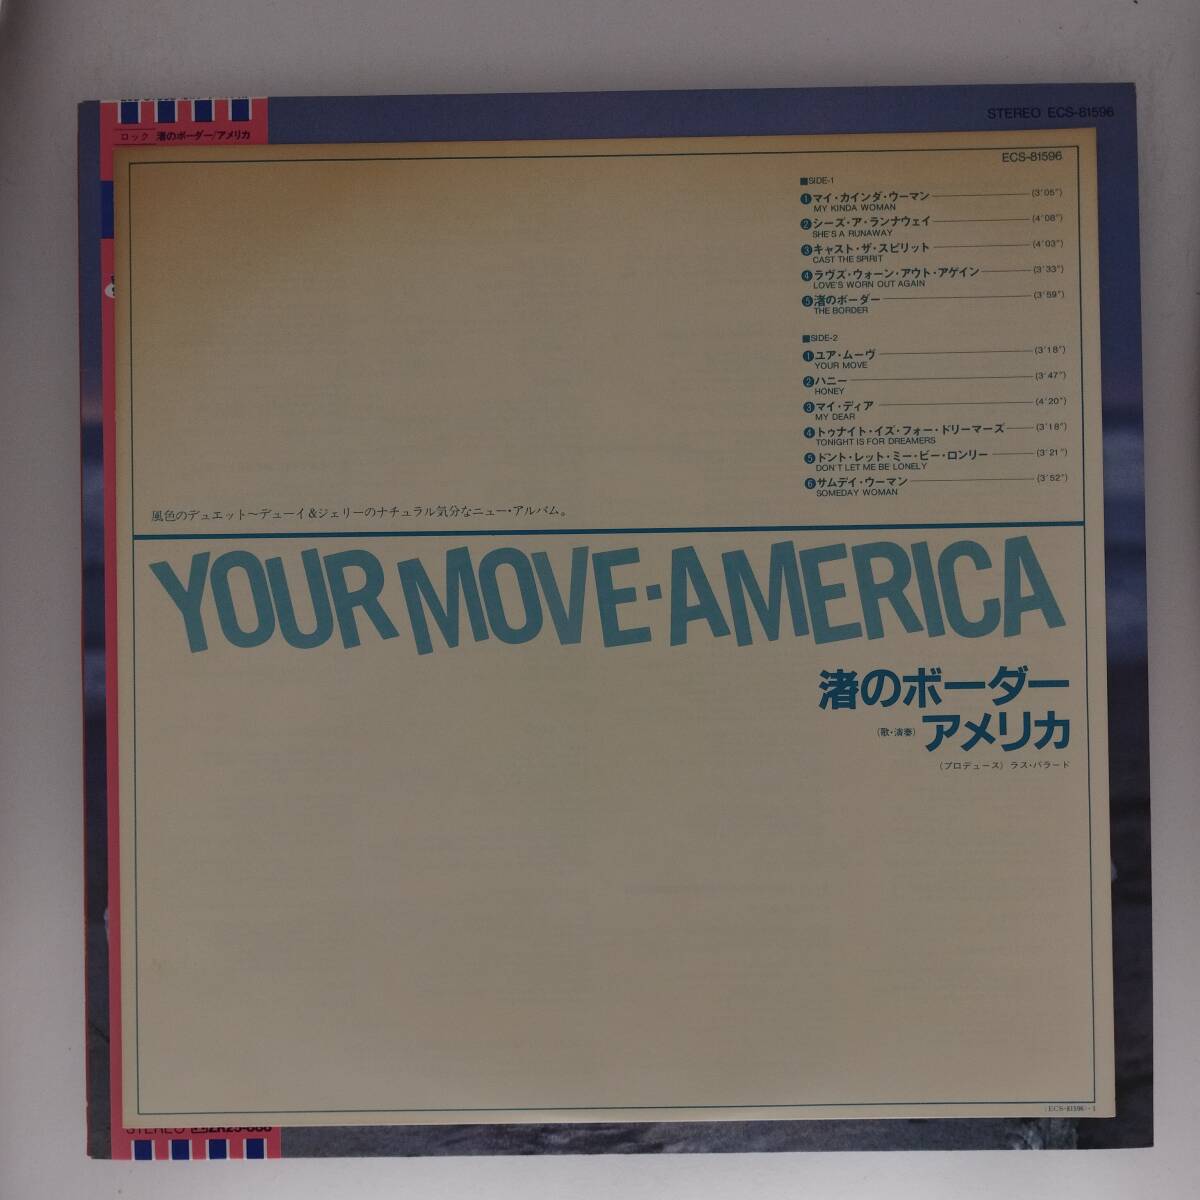 STEREO ECS-81596
ロック 渚のボーダー/アメリカ
ECS-81596
■SIDE-1
❶マイ・カインダ・ウーマン (3'05")
MY KINDA WOMAN
❷シーズ・ア・ランナウェイ (4'08")
SHE'S A RUNAWAY
❸キャスト・ザ・スピリット (4'03")
CAST THE SPIRIT
❹ラヴズ・ウォーン・アウト・アゲイン (3'33")
LOVE'S WORN OUT AGAIN
❺渚のボーダー (3'59")
THE BORDER
■SIDE-2
❶ユア・ムーヴ (3'18")
YOUR MOVE
❷ハニー (3'47")
HONEY
❸マイ・ディア (4'20")
MY DEAR
❹トゥナイト・イズ・フォー・ドリーマーズ (3'18")
TONIGHT IS FOR DREAMERS
❺ドント・レット・ミー・ビー・ロンリー (3'21")
DON'T LET ME BE LONELY
❻サムデイ・ウーマン (3'52")
SOMEDAY WOMAN
風色のデュエット〜デューイ&ジェリーのナチュラル気分なニュー・アルバム。
YOUR MOVE・AMERICA
渚のボーダー
(歌・演奏) アメリカ
(プロデュース) ラス・バラード
(ECS-81596)-1
STEREO